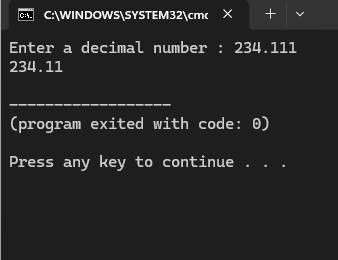 C:\WINDOWS\SYSTEM32\cmd
Enter a decimal number : 234.111
234.11
------------------
(program exited with code: 0)
Press any key to continue . . .